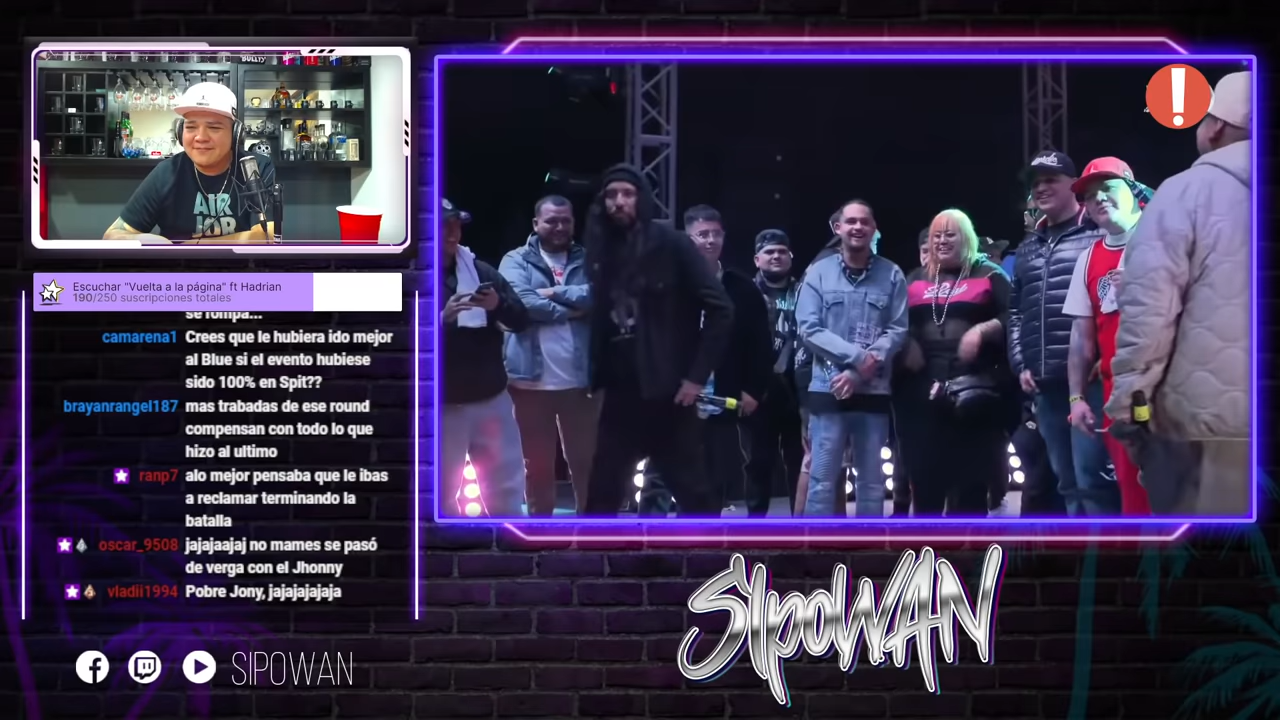 BULLY
AIR
JOR
Escuchar "Vuelta a la página" ft Hadrian
190/250 suscripciones totales
se rompa...
camarena1 Crees que le hubiera ido mejor
al Blue si el evento hubiese
sido 100% en Spit??
brayanrangel187 mas trabadas de ese round
compensan con todo lo que
hizo al ultimo
ranp7 alo mejor pensaba que le ibas
a reclamar terminando la
batalla
oscar_9508 jajajaajaj no mames se pasó
de verga con el Jhonny
vladii1994 Pobre Jony, jajajajajaja
SIPOWAN
SIPOWAN